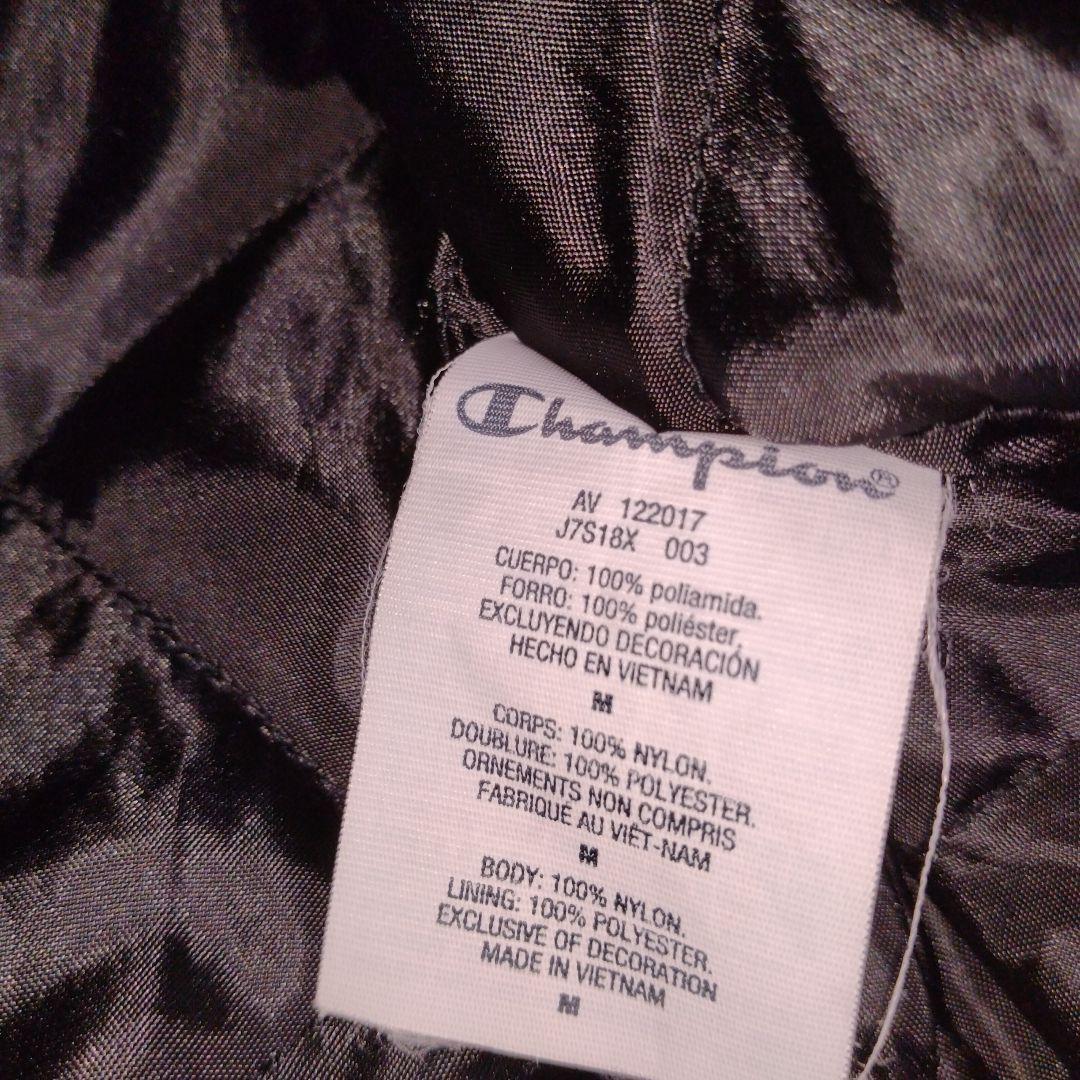 Champion®
AV 122017
J7S18X 003
CUERPO: 100% poliamida.
FORRO: 100% poliéster.
EXCLUYENDO DECORACIÓN
HECHO EN VIETNAM
M
CORPS: 100% NYLON.
DOUBLURE: 100% POLYESTER.
ORNEMENTS NON COMPRIS
FABRIQUÉ AU VIÊT-NAM
M
BODY: 100% NYLON.
LINING: 100% POLYESTER.
EXCLUSIVE OF DECORATION
MADE IN VIETNAM
M